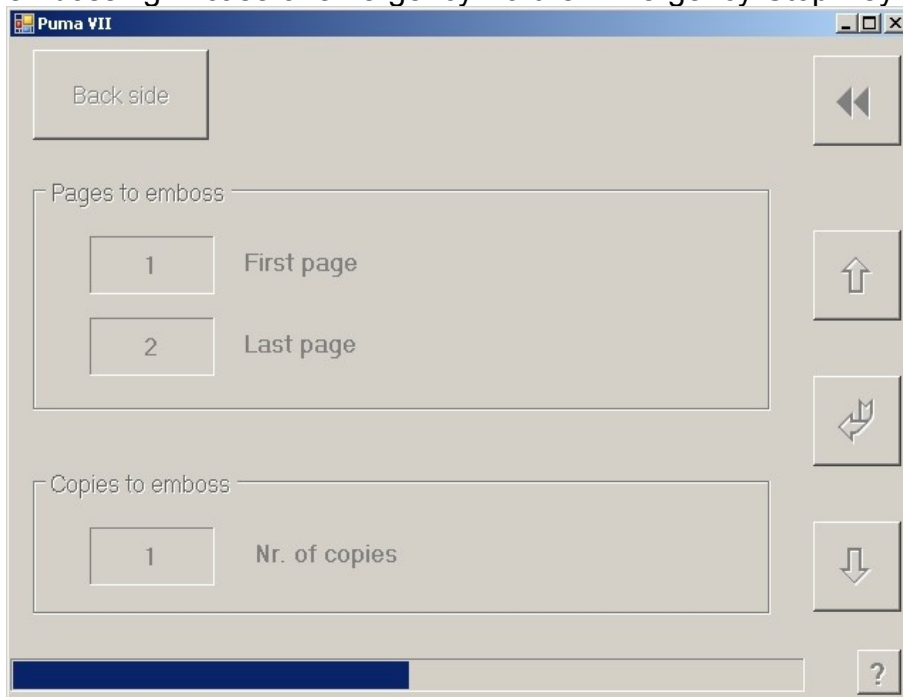 Puma VII
Back side
Pages to emboss
1 First page
2 Last page
Copies to emboss
1 Nr. of copies
?